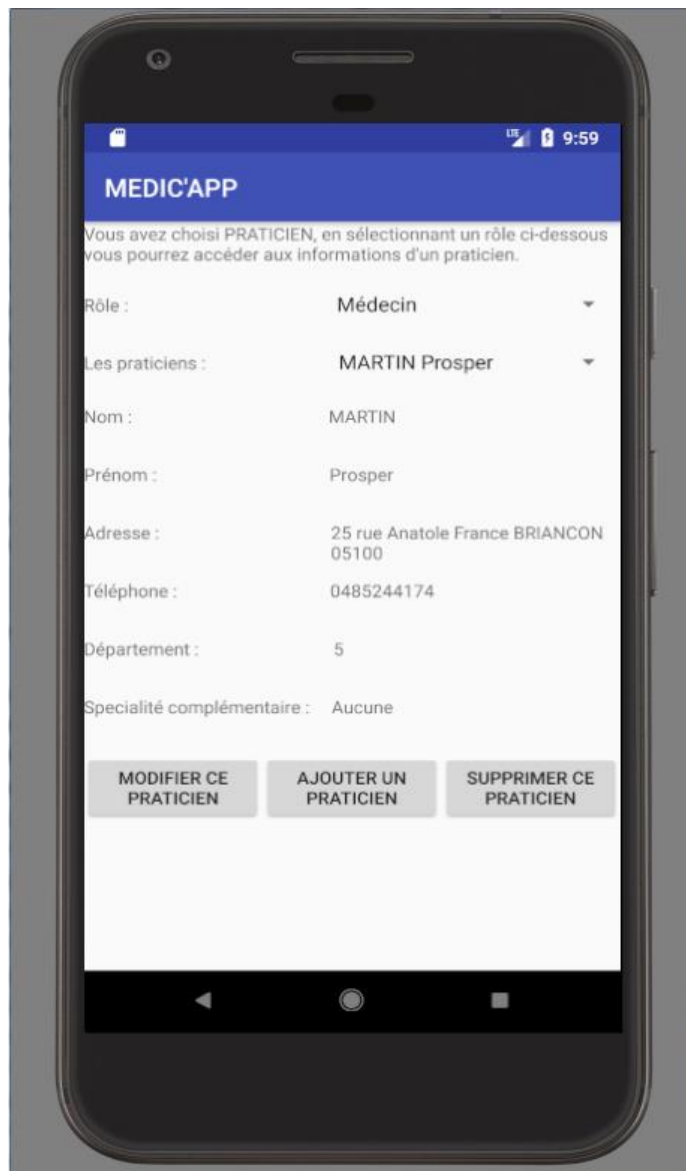 LTE 9:59
MEDIC'APP
Vous avez choisi PRATICIEN, en sélectionnant un rôle ci-dessous
vous pourrez accéder aux informations d'un praticien.
Rôle : Médecin
Les praticiens : MARTIN Prosper
Nom : MARTIN
Prénom : Prosper
Adresse : 25 rue Anatole France BRIANCON
05100
Téléphone : 0485244174
Département : 5
Specialité complémentaire : Aucune
MODIFIER CE
PRATICIEN
AJOUTER UN
PRATICIEN
SUPPRIMER CE
PRATICIEN